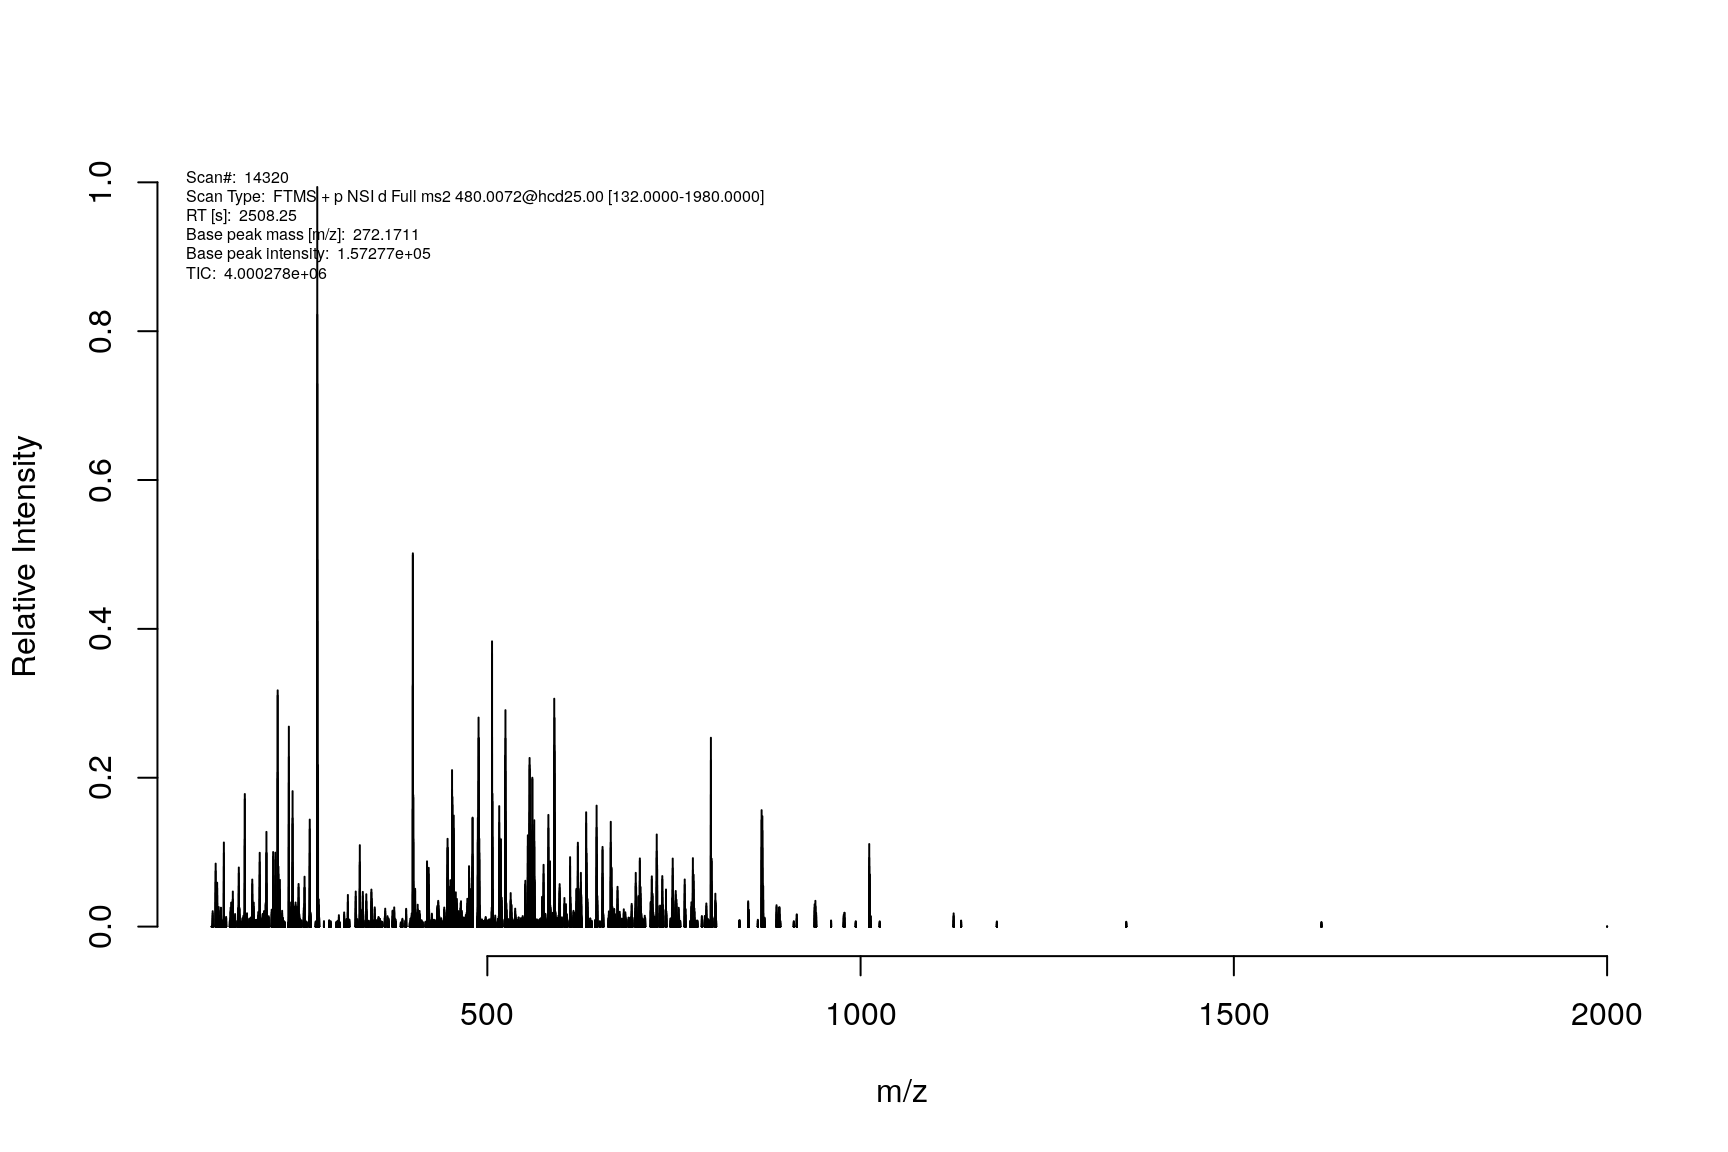 Scan#: 14320
Scan Type: FTMS + p NSI d Full ms2 480.0072@hcd25.00 [132.0000-1980.0000]
RT [s]: 2508.25
Base peak mass [m/z]: 272.1711
Base peak intensity: 1.57277e+05
TIC: 4.000278e+06
1.0
0.8
0.6
0.4
0.2
0.0
Relative Intensity
500 1000 1500 2000
m/z